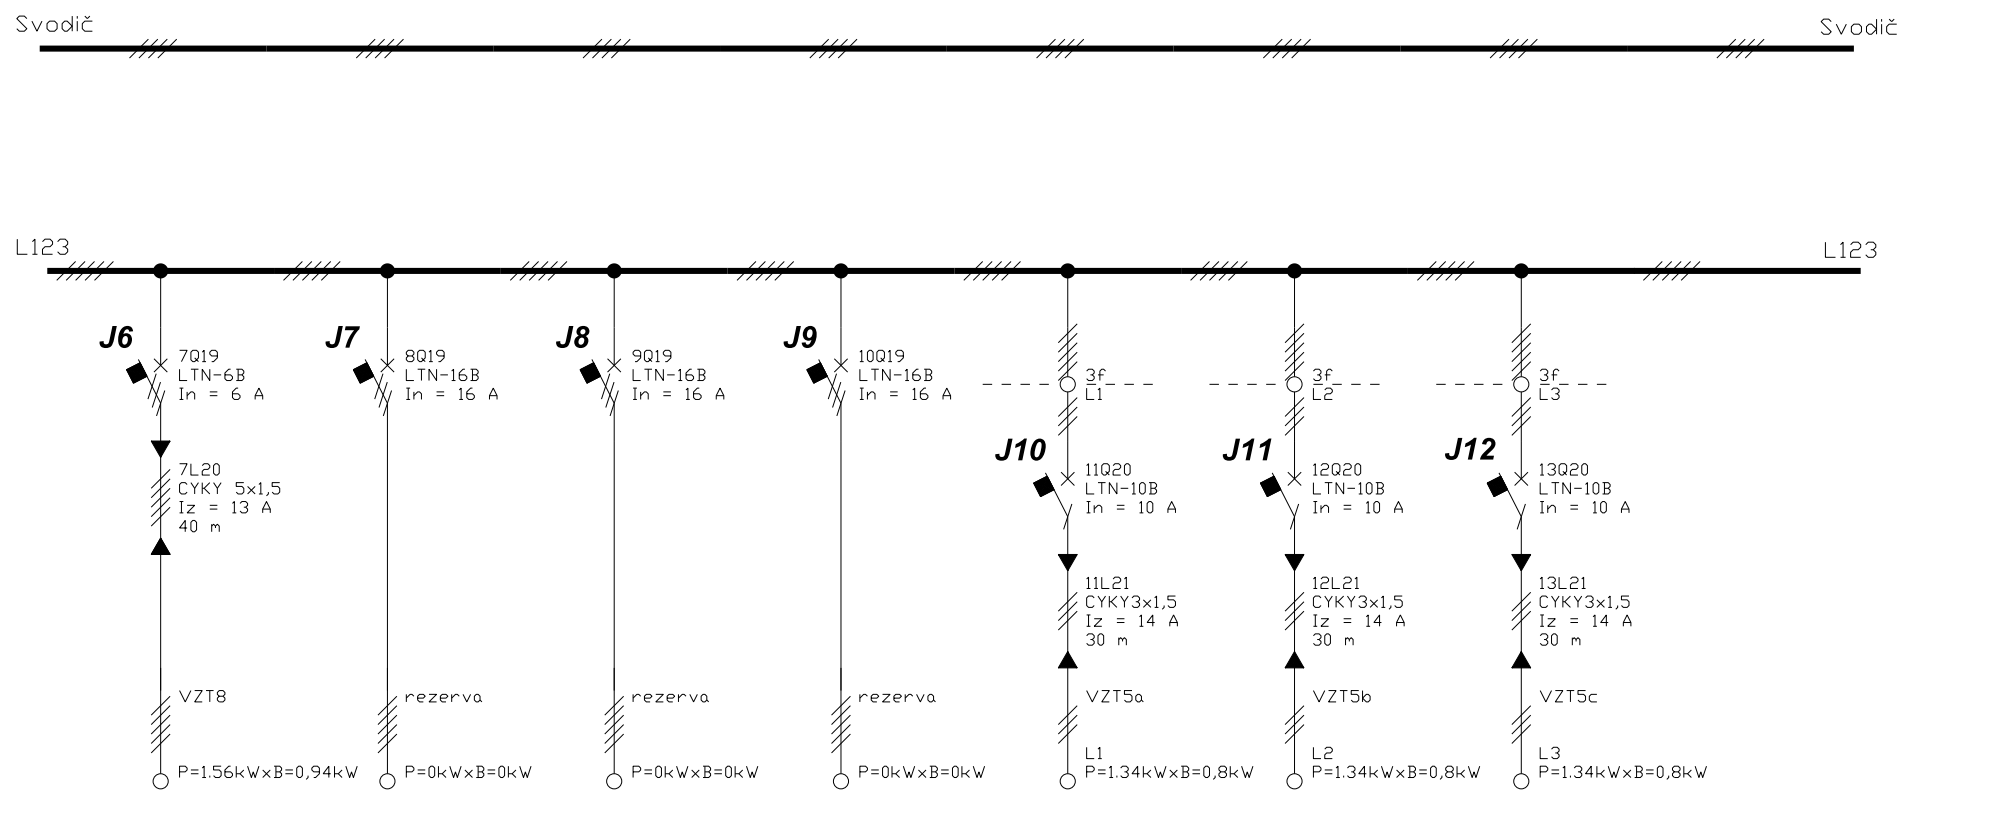 Svodič
Svodič
L123
L123
J6
7Q19
LTN-6B
In = 6 A
7L20
CYKY 5x1,5
Iz = 13 A
40 m
VZT8
P=1.56kWxB=0,94kW
J7
8Q19
LTN-16B
In = 16 A
rezerva
P=0kWxB=0kW
J8
9Q19
LTN-16B
In = 16 A
rezerva
P=0kWxB=0kW
J9
10Q19
LTN-16B
In = 16 A
rezerva
P=0kWxB=0kW
3f
L1
J10
11Q20
LTN-10B
In = 10 A
11L21
CYKY3x1,5
Iz = 14 A
30 m
VZT5a
L1
P=1.34kWxB=0,8kW
3f
L2
J11
12Q20
LTN-10B
In = 10 A
12L21
CYKY3x1,5
Iz = 14 A
30 m
VZT5b
L2
P=1.34kWxB=0,8kW
3f
L3
J12
13Q20
LTN-10B
In = 10 A
13L21
CYKY3x1,5
Iz = 14 A
30 m
VZT5c
L3
P=1.34kWxB=0,8kW